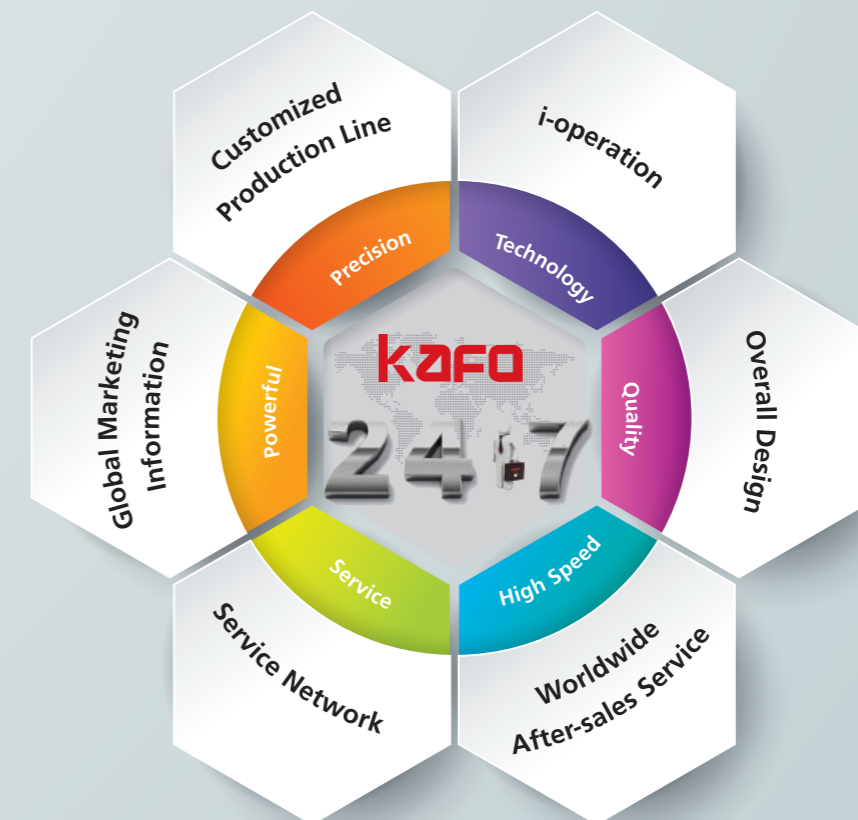 Customized
Production Line
i-operation
Precision
Technology
Global Marketing
Information
Powerful
kaFO
24 7
Quality
Overall Design
Service
High Speed
Service Network
Worldwide
After-sales Service